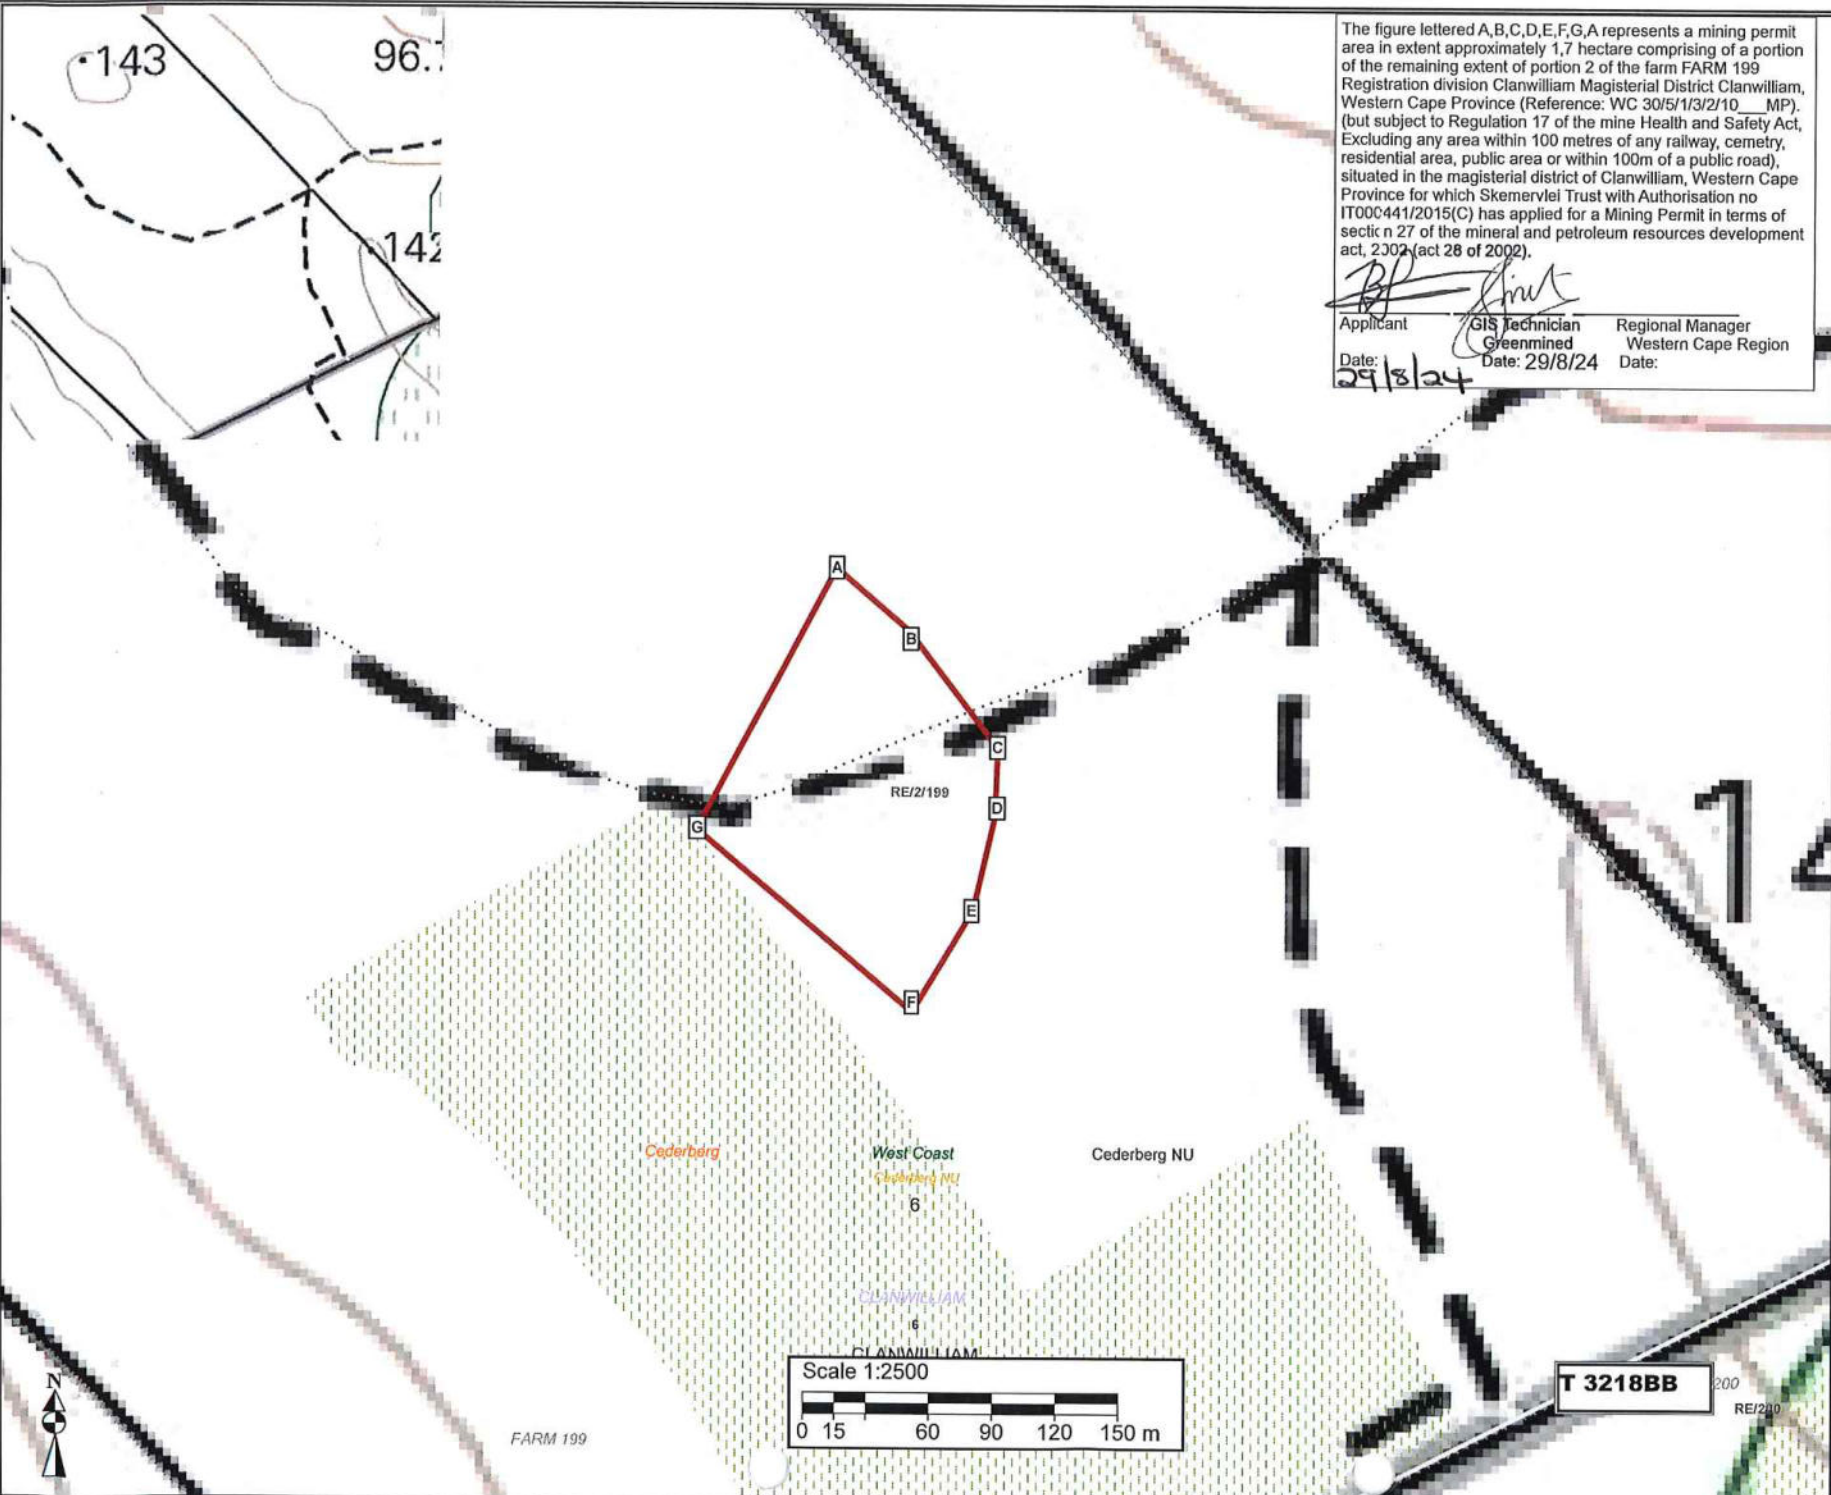 143
96.
142
The figure lettered A,B,C,D,E,F,G,A represents a mining permit
area in extent approximately 1,7 hectare comprising of a portion
of the remaining extent of portion 2 of the farm FARM 199
Registration division Clanwilliam Magisterial District Clanwilliam,
Western Cape Province (Reference: WC 30/5/1/3/2/10___MP).
(but subject to Regulation 17 of the mine Health and Safety Act,
Excluding any area within 100 metres of any railway, cemetry,
residential area, public area or within 100m of a public road),
situated in the magisterial district of Clanwilliam, Western Cape
Province for which Skemervlei Trust with Authorisation no
IT000441/2015(C) has applied for a Mining Permit in terms of
section 27 of the mineral and petroleum resources development
act, 2002 (act 28 of 2002).
Applicant GIS Technician Regional Manager
Greenmined Western Cape Region
Date: Date: 29/8/24 Date:
29/8/24
A
B
C
RE/2/199
D
G
E
F
14
Cederberg West Coast Cederberg NU
Cederberg NU
6
CLANWILLIAM
6
CLANWILLIAM
Scale 1:2500
0 15 60 90 120 150 m
N
FARM 199
T 3218BB
200
RE/200